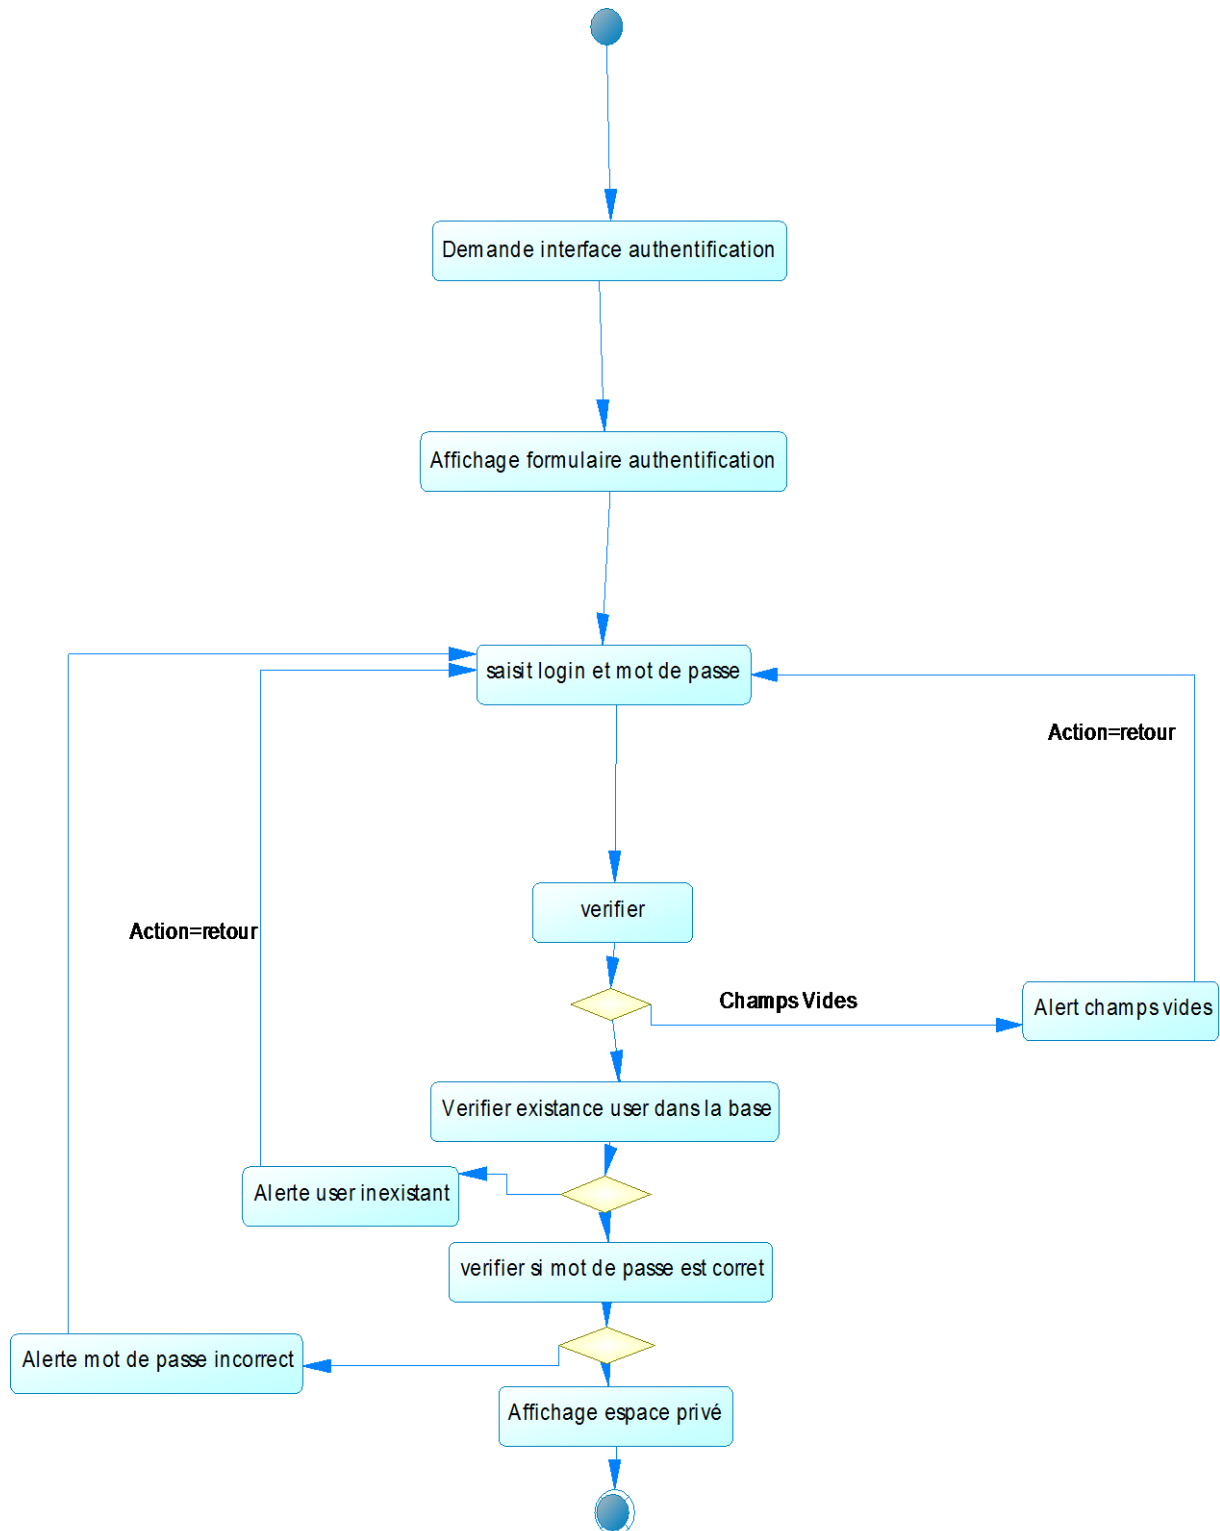 Demande interface authentification
Affichage formulaire authentification
saisit login et mot de passe
Action=retour
verifier
Action=retour
Champs Vides
Alert champs vides
Verifier existance user dans la base
Alerte user inexistant
verifier si mot de passe est corret
Alerte mot de passe incorrect
Affichage espace privé